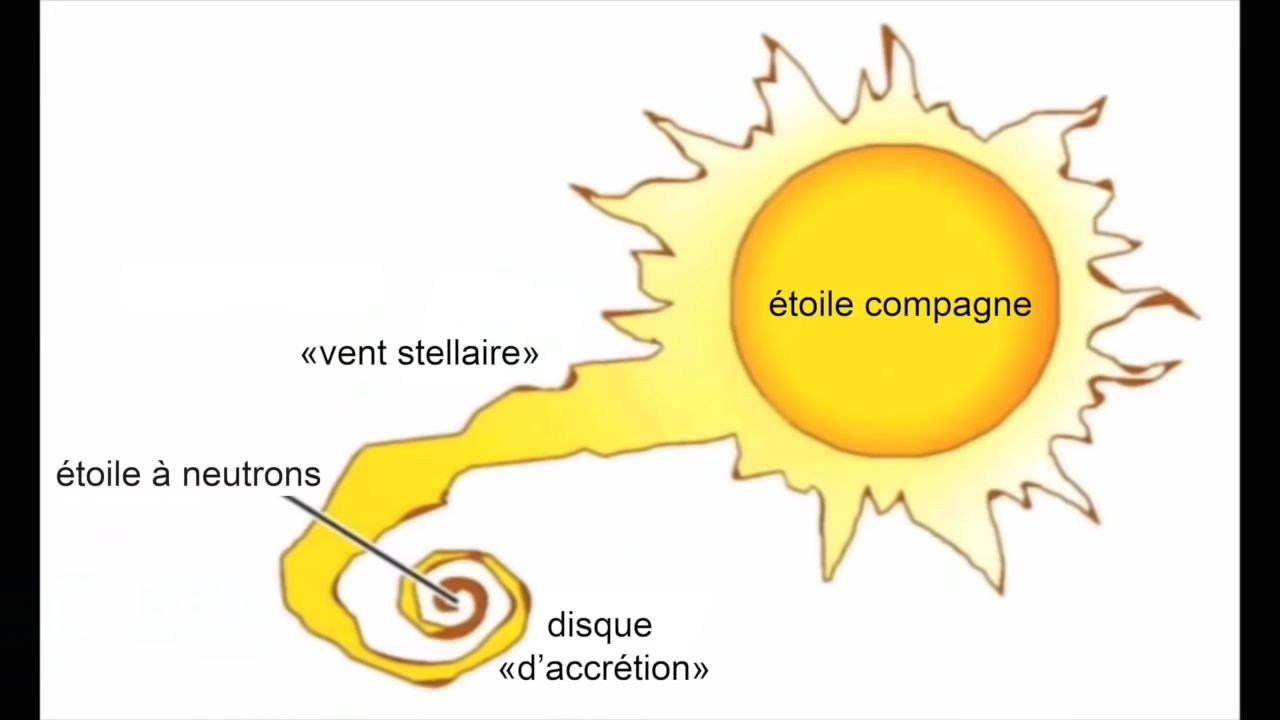 étoile compagne
«vent stellaire»
étoile à neutrons
disque
«d’accrétion»